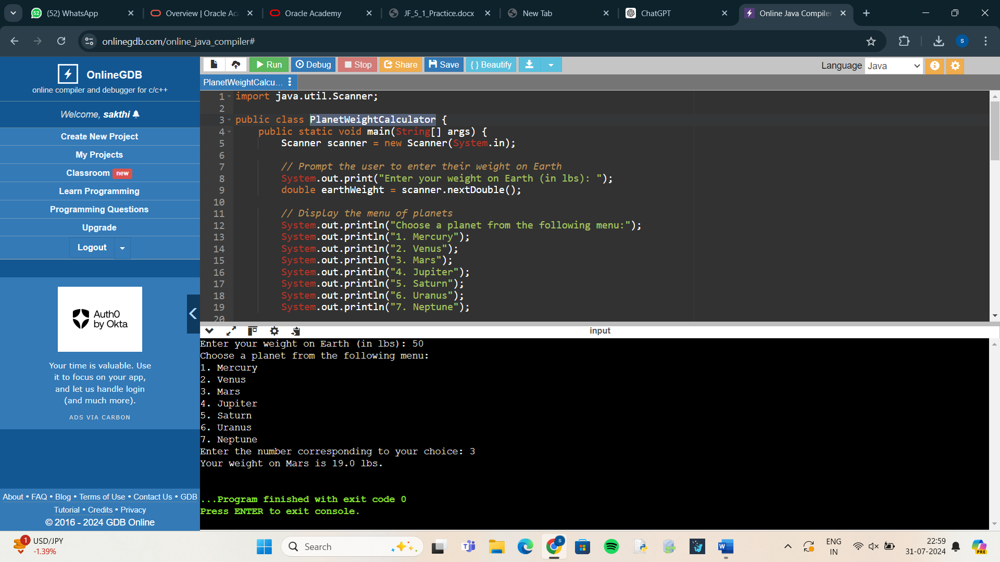 52 (52) WhatsApp
Overview | Oracle Ac
Oracle Academy
JF_5_1_Practice.docx
New Tab
ChatGPT
Online Java Compiler
onlinegdb.com/online_java_compiler#
S
OnlineGDB
online compiler and debugger for c/c++
Welcome, sakthi
Create New Project
My Projects
Classroom new
Learn Programming
Programming Questions
Upgrade
Logout
Auth0
by Okta
Your time is valuable. Use
it to focus on your app,
and let us handle login
(and much more).
ADS VIA CARBON
About • FAQ • Blog • Terms of Use • Contact Us • GDB
Tutorial • Credits • Privacy
© 2016 - 2024 GDB Online
Run Debug Stop Share Save { } Beautify
Language Java
PlanetWeightCalcu...
1 import java.util.Scanner;
2
3 public class PlanetWeightCalculator {
4 public static void main(String[] args) {
5 Scanner scanner = new Scanner(System.in);
6
7 // Prompt the user to enter their weight on Earth
8 System.out.print("Enter your weight on Earth (in lbs): ");
9 double earthWeight = scanner.nextDouble();
10
11 // Display the menu of planets
12 System.out.println("Choose a planet from the following menu:");
13 System.out.println("1. Mercury");
14 System.out.println("2. Venus");
15 System.out.println("3. Mars");
16 System.out.println("4. Jupiter");
17 System.out.println("5. Saturn");
18 System.out.println("6. Uranus");
19 System.out.println("7. Neptune");
20
input
Enter your weight on Earth (in lbs): 50
Choose a planet from the following menu:
1. Mercury
2. Venus
3. Mars
4. Jupiter
5. Saturn
6. Uranus
7. Neptune
Enter the number corresponding to your choice: 3
Your weight on Mars is 19.0 lbs.
...Program finished with exit code 0
Press ENTER to exit console.
1 USD/JPY
-1.39%
Search
ENG
IN
22:59
31-07-2024
PRE